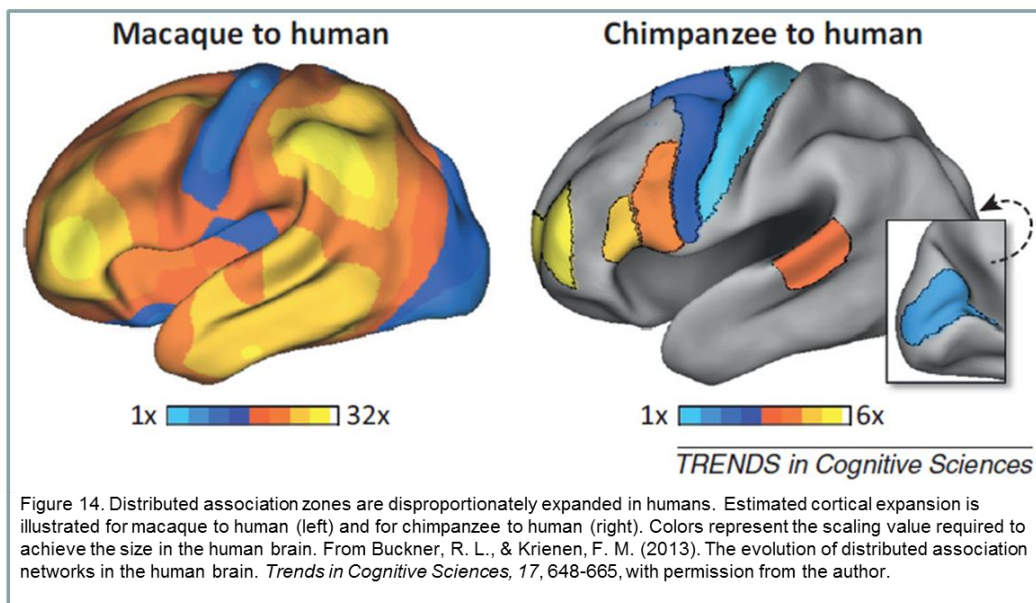 Macaque to human
Chimpanzee to human
1x 32x
1x 6x
TRENDS in Cognitive Sciences
Figure 14. Distributed association zones are disproportionately expanded in humans. Estimated cortical expansion is
illustrated for macaque to human (left) and for chimpanzee to human (right). Colors represent the scaling value required to
achieve the size in the human brain. From Buckner, R. L., & Krienen, F. M. (2013). The evolution of distributed association
networks in the human brain. Trends in Cognitive Sciences, 17, 648-665, with permission from the author.